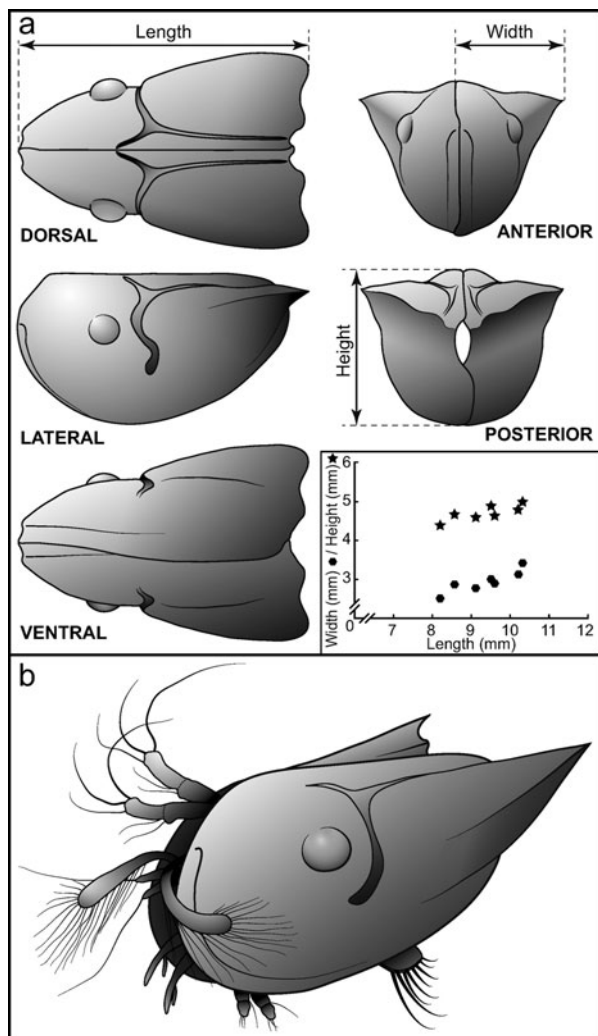 a
Length
Width
DORSAL
ANTERIOR
Height
LATERAL
POSTERIOR
VENTRAL
Width (mm) ⬢ / Height (mm) ★
6
5
4
3
0
7 8 9 10 11 12
Length (mm)
b